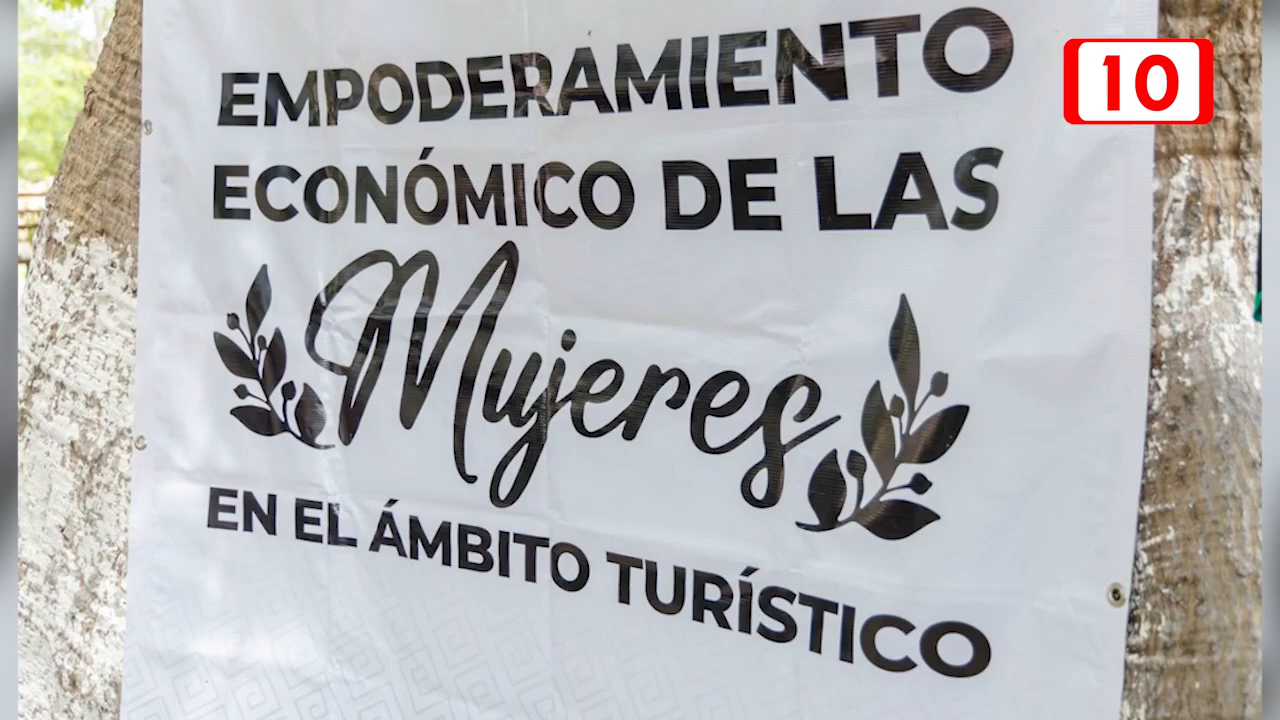 EMPODERAMIENTO
ECONÓMICO DE LAS
Mujeres
EN EL ÁMBITO TURÍSTICO
10